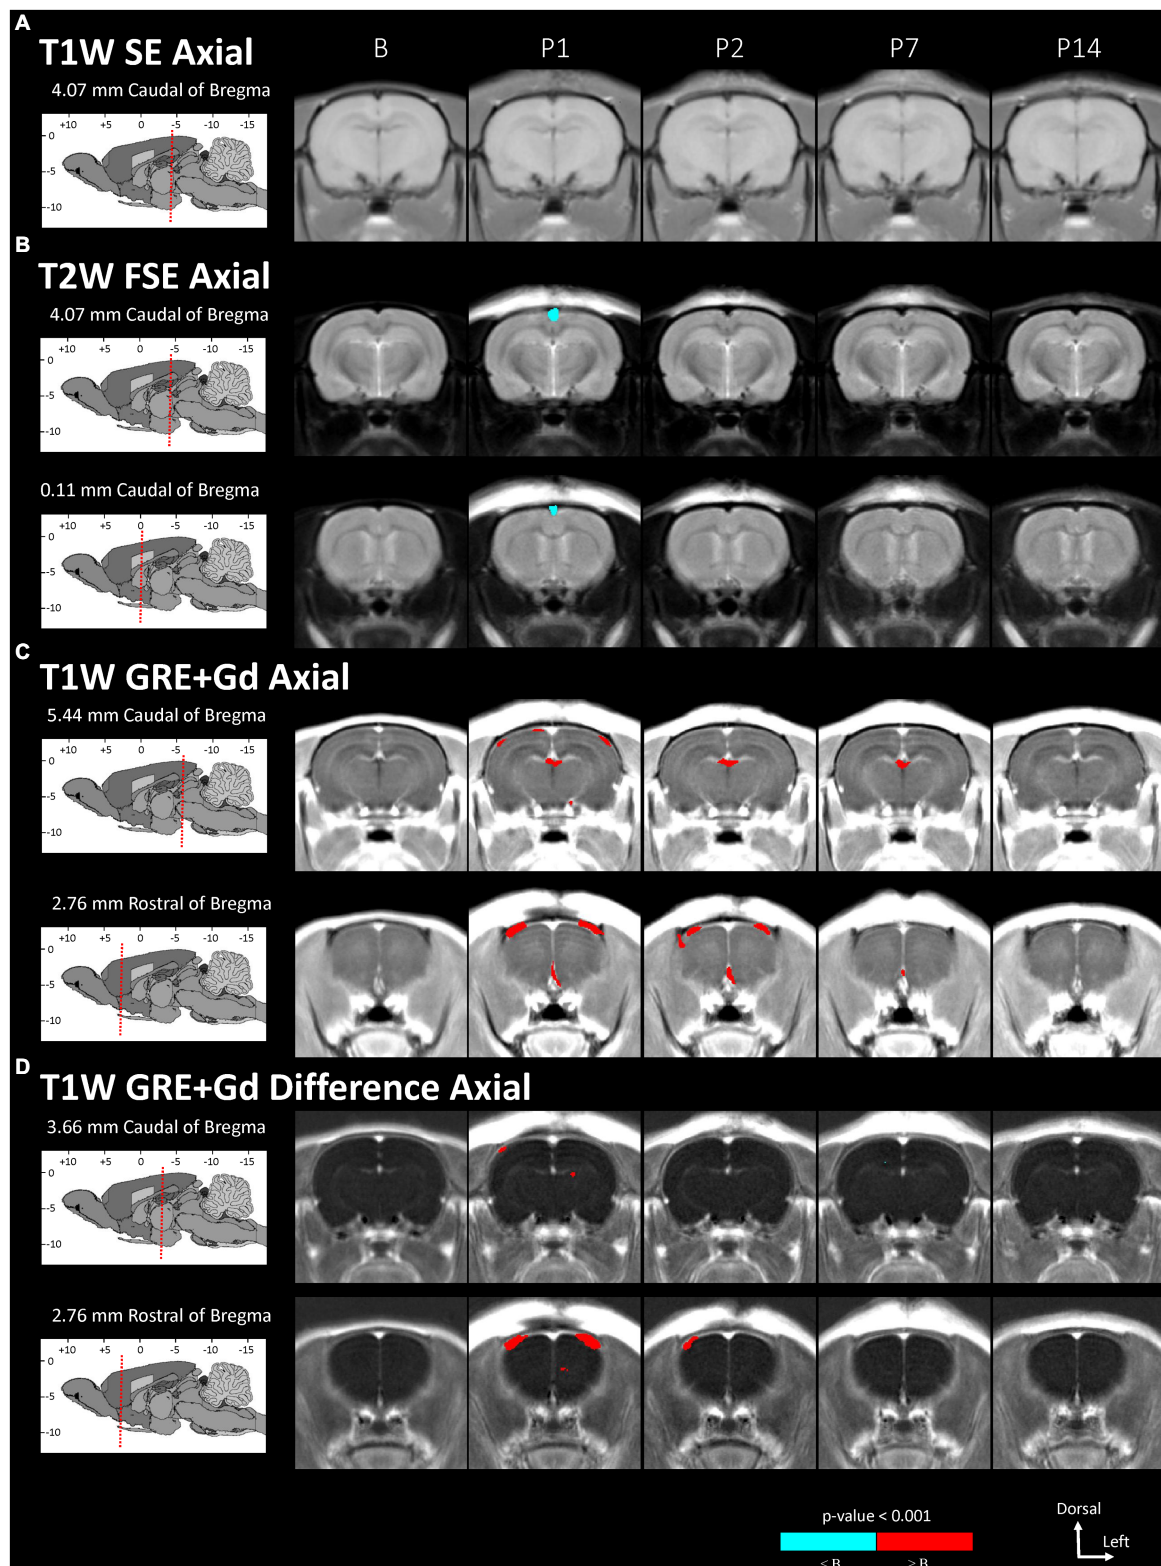 A
T1W SE Axial
B P1 P2 P7 P14
4.07 mm Caudal of Bregma
+10 +5 0 -5 -10 -15
0
-5
-10
B
T2W FSE Axial
4.07 mm Caudal of Bregma
+10 +5 0 -5 -10 -15
0
-5
-10
0.11 mm Caudal of Bregma
+10 +5 0 -5 -10 -15
0
-5
-10
C
T1W GRE+Gd Axial
5.44 mm Caudal of Bregma
+10 +5 0 -5 -10 -15
0
-5
-10
2.76 mm Rostral of Bregma
+10 +5 0 -5 -10 -15
0
-5
-10
D
T1W GRE+Gd Difference Axial
3.66 mm Caudal of Bregma
+10 +5 0 -5 -10 -15
0
-5
-10
2.76 mm Rostral of Bregma
+10 +5 0 -5 -10 -15
0
-5
-10
p-value < 0.001
< B > B
Dorsal
Left